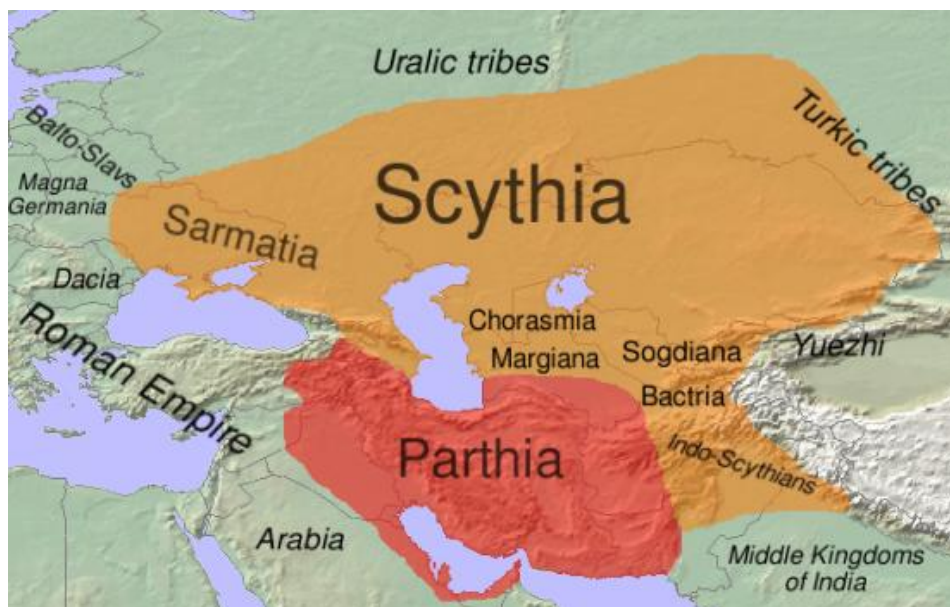 Uralic tribes
Turkic tribes
Balto-Slavs
Magna
Germania
Scythia
Sarmatia
Dacia
Roman Empire
Chorasmia
Margiana
Sogdiana
Yuezhi
Bactria
Parthia
Indo-Scythians
Arabia
Middle Kingdoms
of India